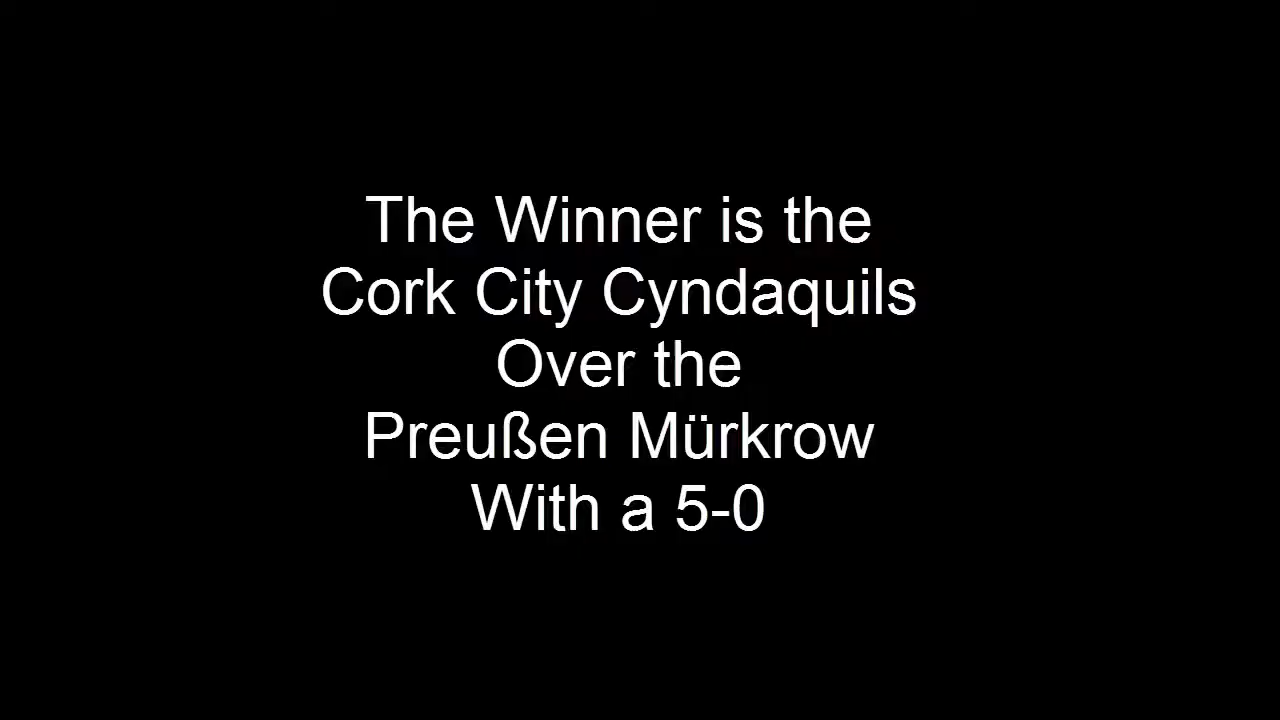 The Winner is the
Cork City Cyndaquils
Over the
Preußen Mürkrow
With a 5-0